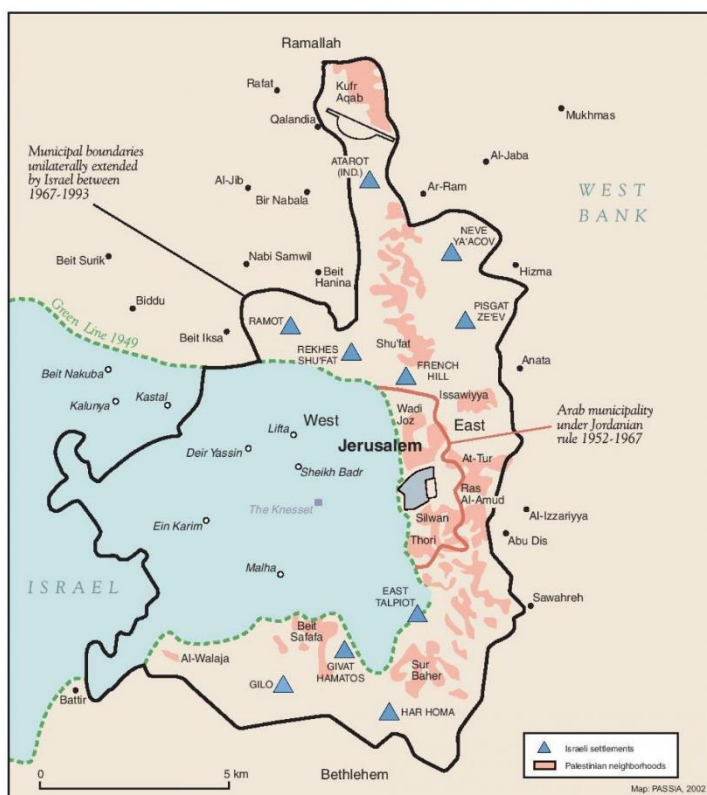 Ramallah
Rafat
Kufr
Aqab
Qalandia
Mukhmas
Municipal boundaries
unilaterally extended
by Israel between
1967-1993
ATAROT
(IND.)
Al-Jaba
Al-Jib
Bir Nabala
Ar-Ram
WEST
BANK
NEVE
YA'ACOV
Beit Surik
Nabi Samwil
Beit
Hanina
Hizma
Biddu
PISGAT
ZE'EV
Green Line 1949
RAMOT
Beit Iksa
REKHES
SHU'FAT
Shu'fat
FRENCH
HILL
Anata
Beit Nakuba
Issawiyya
Kalunya
Kastal
Wadi
Joz
Lifta
West
East
Arab municipality
under Jordanian
rule 1952-1967
Jerusalem
Deir Yassin
At-Tur
Sheikh Badr
Ras
Al-Amud
The Knesset
Al-Izzariyya
Ein Karim
Silwan
Abu Dis
Thori
Malha
ISRAEL
EAST
TALPIOT
Sawahreh
Beit
Safafa
Al-Walaja
GIVAT
HAMATOS
Sur
Baher
GILO
Battir
HAR HOMA
Israeli settlements
Palestinian neighborhoods
0
5 km
Bethlehem
Map: PASSIA, 2002